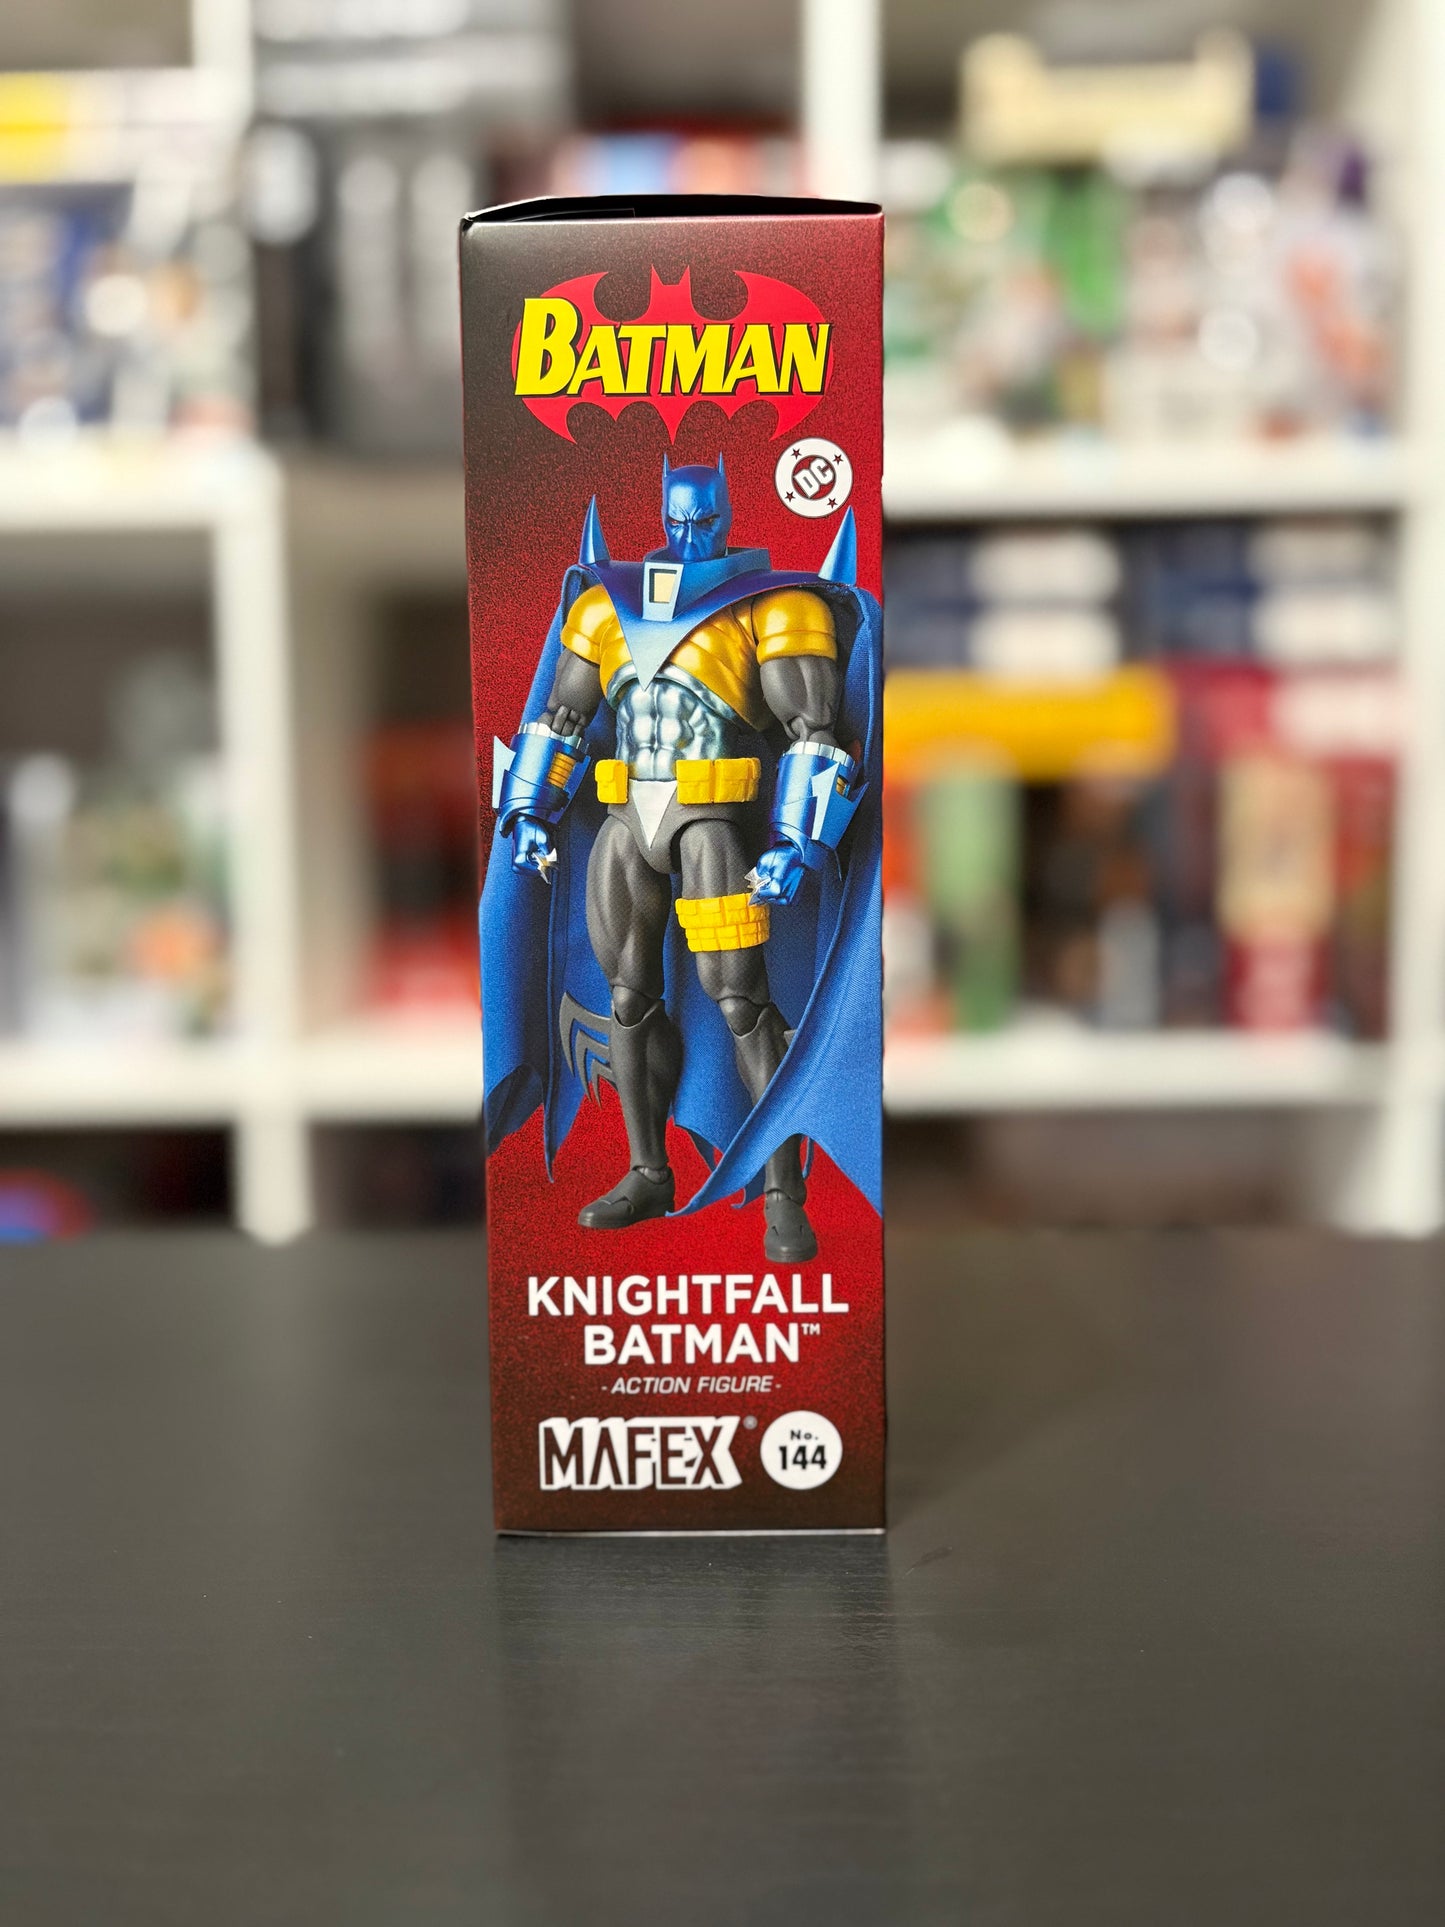 BATMAN
DC
KNIGHTFALL
BATMAN™
- ACTION FIGURE -
MAFEX®
No.
144